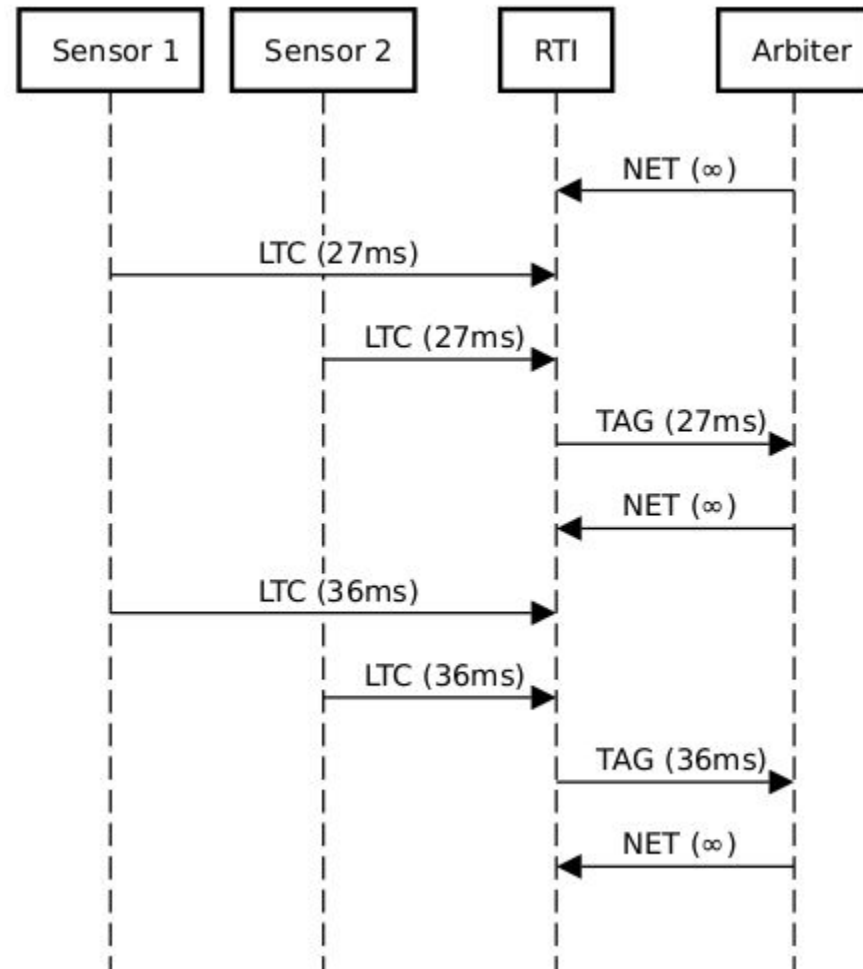 Sensor 1
Sensor 2
RTI
Arbiter
NET (∞)
LTC (27ms)
LTC (27ms)
TAG (27ms)
NET (∞)
LTC (36ms)
LTC (36ms)
TAG (36ms)
NET (∞)